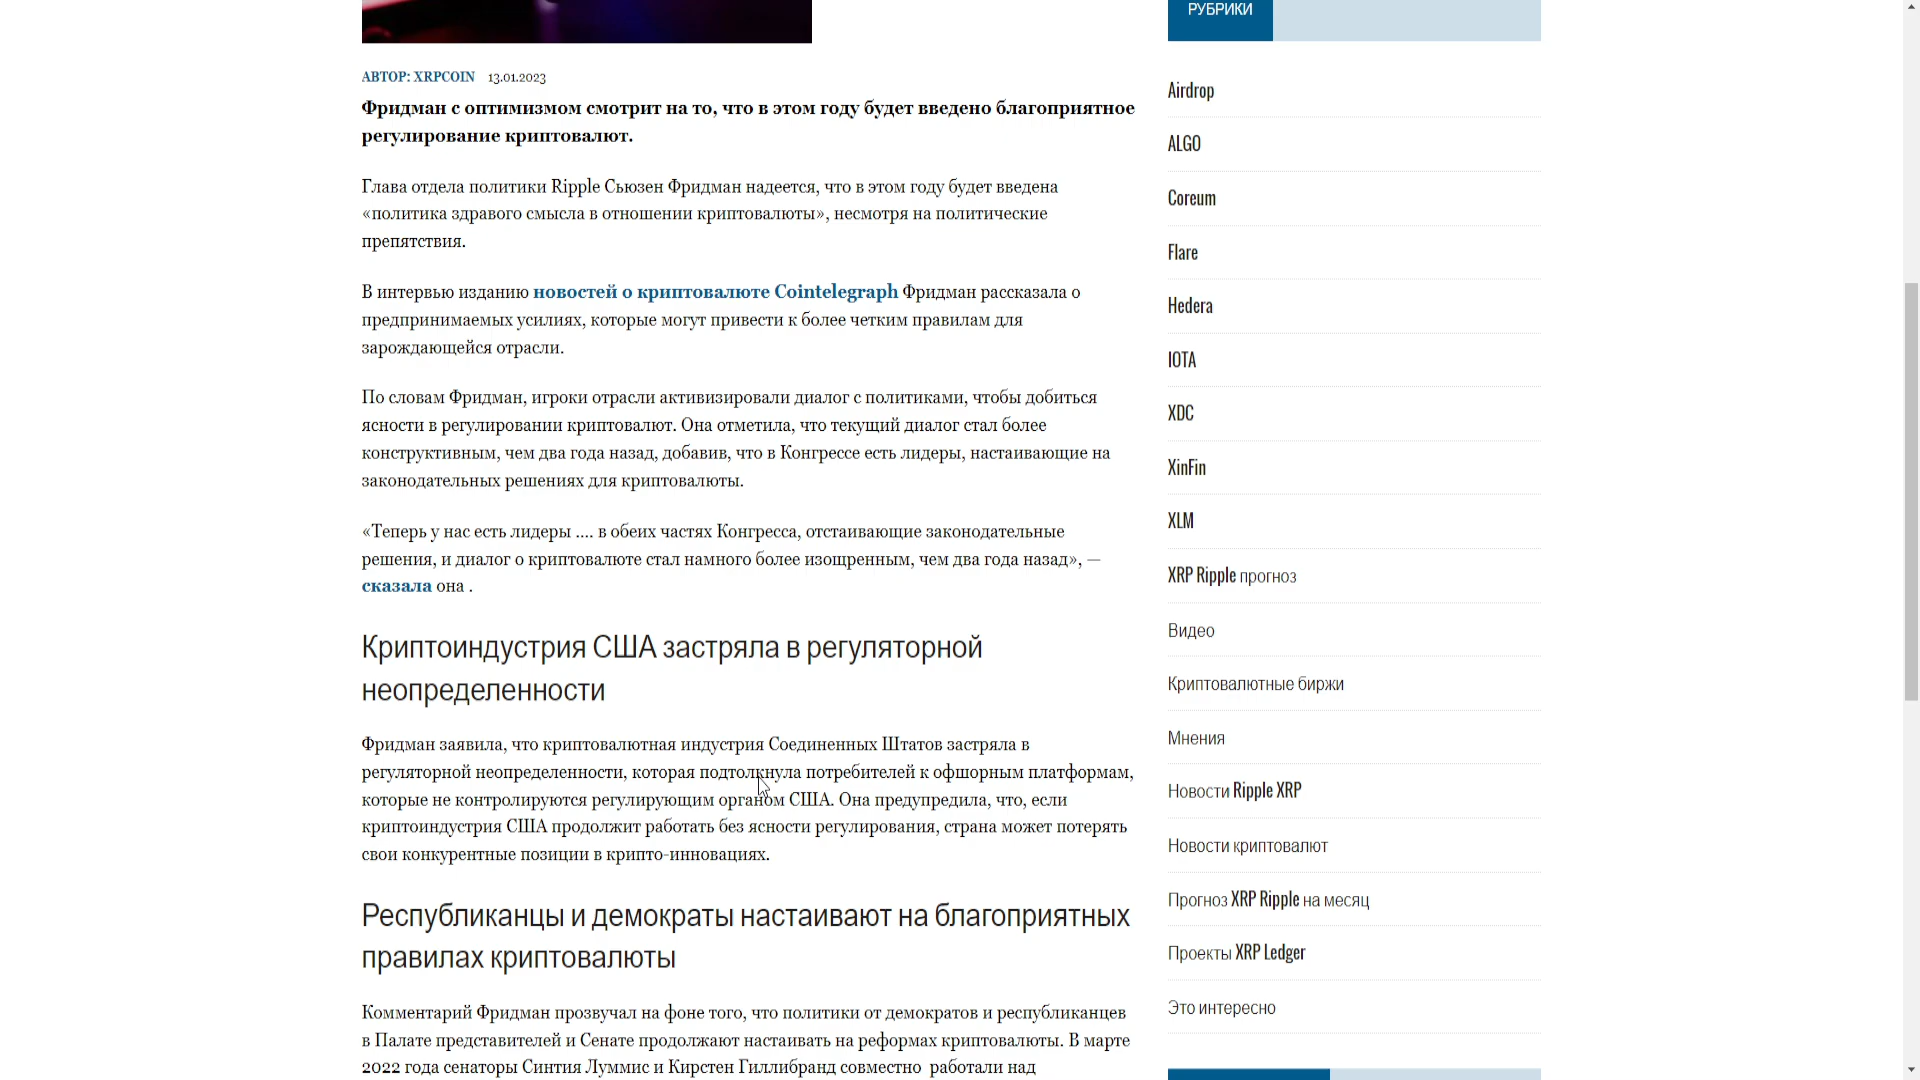 РУБРИКИ
АВТОР: XRPCOIN 13.01.2023
Фридман с оптимизмом смотрит на то, что в этом году будет введено благоприятное
регулирование криптовалют.
Глава отдела политики Ripple Сьюзен Фридман надеется, что в этом году будет введена
«политика здравого смысла в отношении криптовалюты», несмотря на политические
препятствия.
В интервью изданию новостей о криптовалюте Cointelegraph Фридман рассказала о
предпринимаемых усилиях, которые могут привести к более четким правилам для
зарождающейся отрасли.
По словам Фридман, игроки отрасли активизировали диалог с политиками, чтобы добиться
ясности в регулировании криптовалют. Она отметила, что текущий диалог стал более
конструктивным, чем два года назад, добавив, что в Конгрессе есть лидеры, настаивающие на
законодательных решениях для криптовалюты.
«Теперь у нас есть лидеры .... в обеих частях Конгресса, отстаивающие законодательные
решения, и диалог о криптовалюте стал намного более изощренным, чем два года назад», —
сказала она .
Криптоиндустрия США застряла в регуляторной
неопределенности
Фридман заявила, что криптовалютная индустрия Соединенных Штатов застряла в
регуляторной неопределенности, которая подтолкнула потребителей к офшорным платформам,
которые не контролируются регулирующим органом США. Она предупредила, что, если
криптоиндустрия США продолжит работать без ясности регулирования, страна может потерять
свои конкурентные позиции в крипто-инновациях.
Республиканцы и демократы настаивают на благоприятных
правилах криптовалюты
Комментарий Фридман прозвучал на фоне того, что политики от демократов и республиканцев
в Палате представителей и Сенате продолжают настаивать на реформах криптовалюты. В марте
2022 года сенаторы Синтия Луммис и Кирстен Гиллибранд совместно работали над
Airdrop
ALGO
Coreum
Flare
Hedera
IOTA
XDC
XinFin
XLM
XRP Ripple прогноз
Видео
Криптовалютные биржи
Мнения
Новости Ripple XRP
Новости криптовалют
Прогноз XRP Ripple на месяц
Проекты XRP Ledger
Это интересно